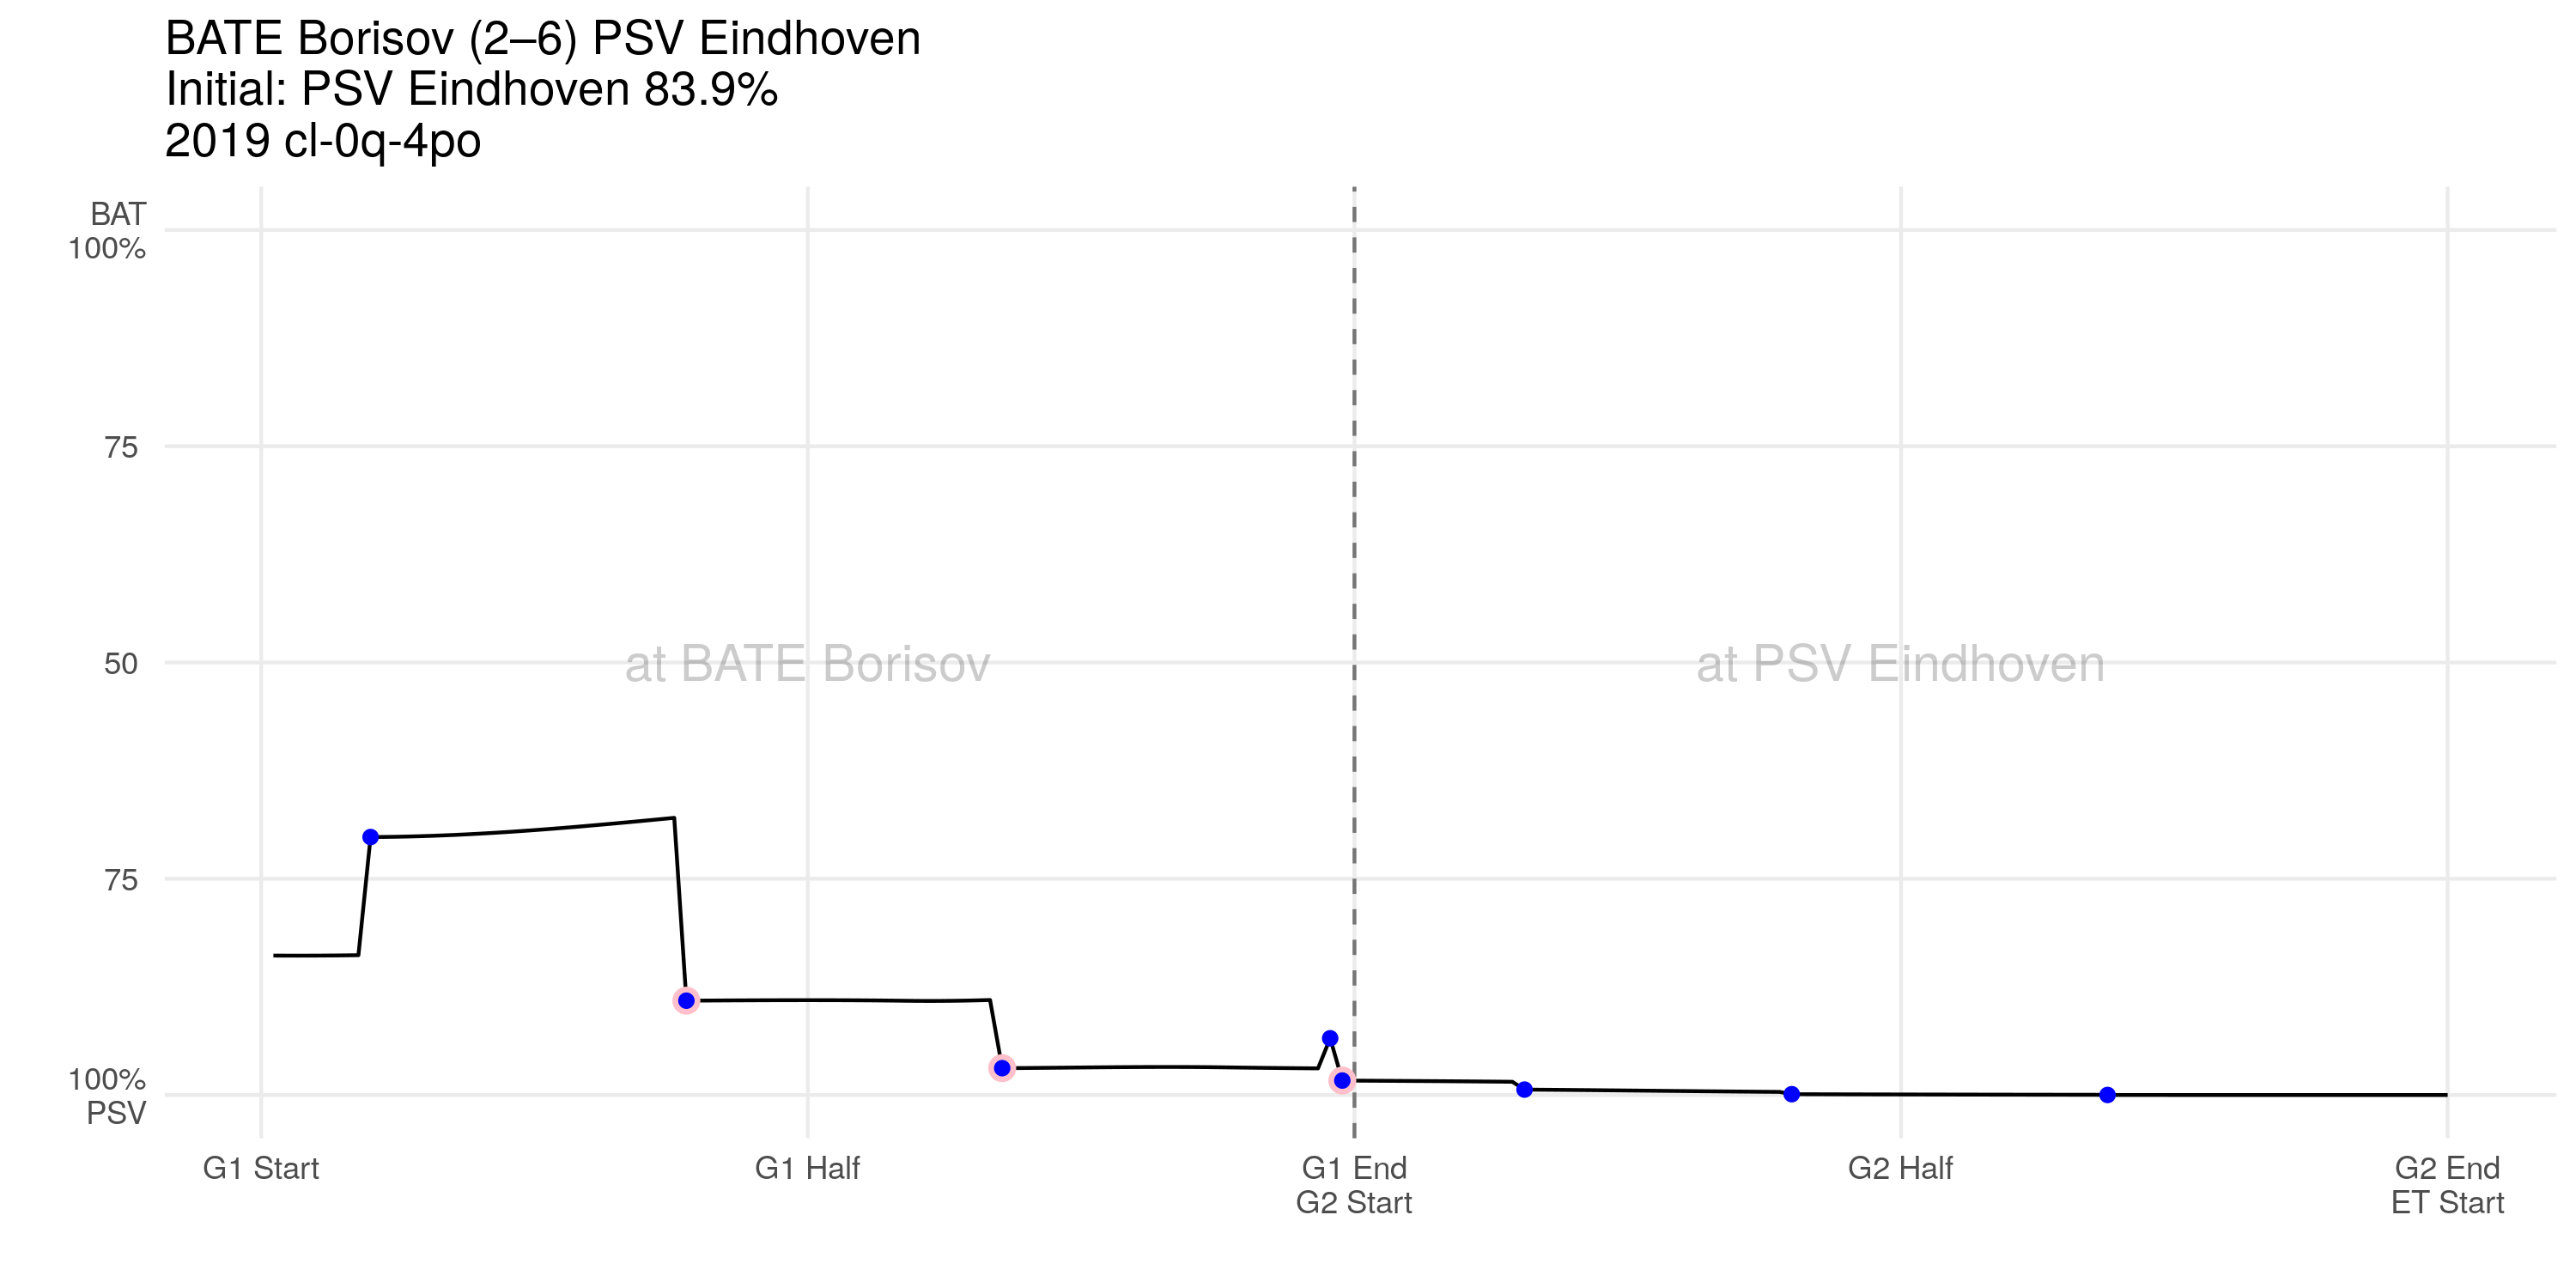 BATE Borisov (2–6) PSV Eindhoven
Initial: PSV Eindhoven 83.9%
2019 cl-0q-4po
BAT
100%
75
50
75
100%
PSV
at BATE Borisov
at PSV Eindhoven
G1 Start
G1 Half
G1 End
G2 Start
G2 Half
G2 End
ET Start